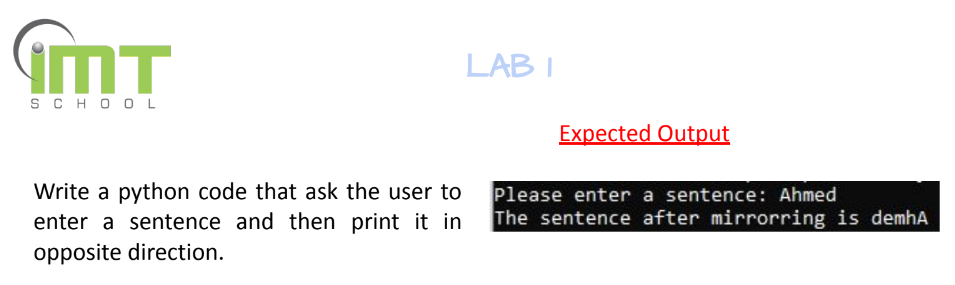 iMT
SCHOOL
LAB 1
Expected Output
Write a python code that ask the user to
enter a sentence and then print it in
opposite direction.
Please enter a sentence: Ahmed
The sentence after mirrorring is demhA